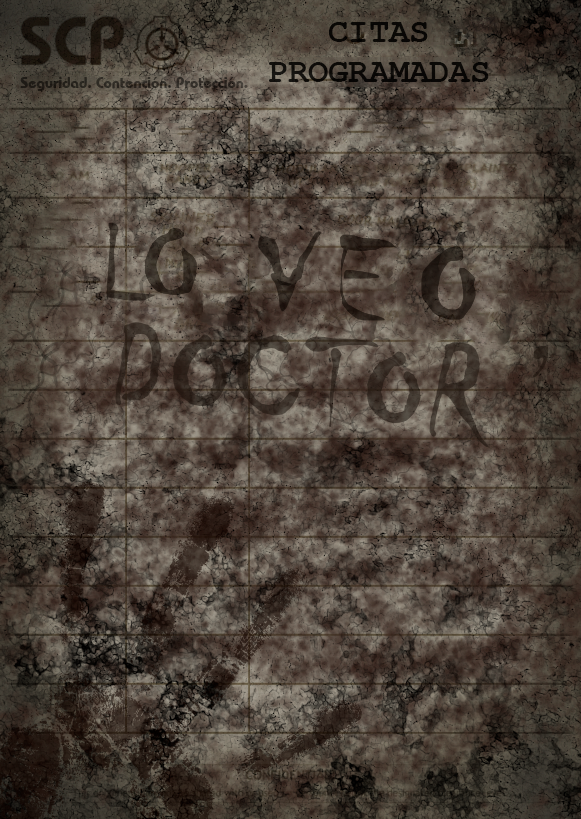 SCP
CITAS
PROGRAMADAS
Seguridad. Contención. Protección.
LO VEO
DOCTOR